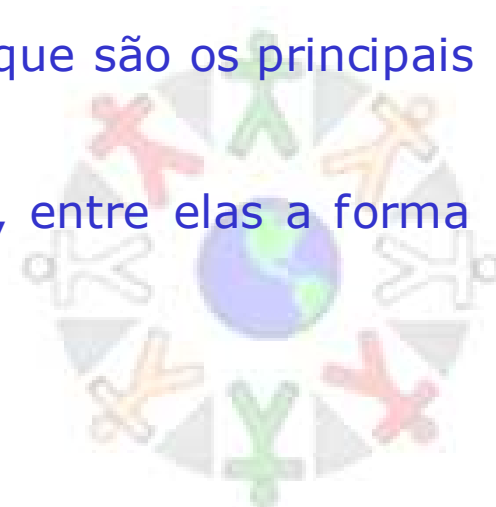 que são os principais
, entre elas a forma